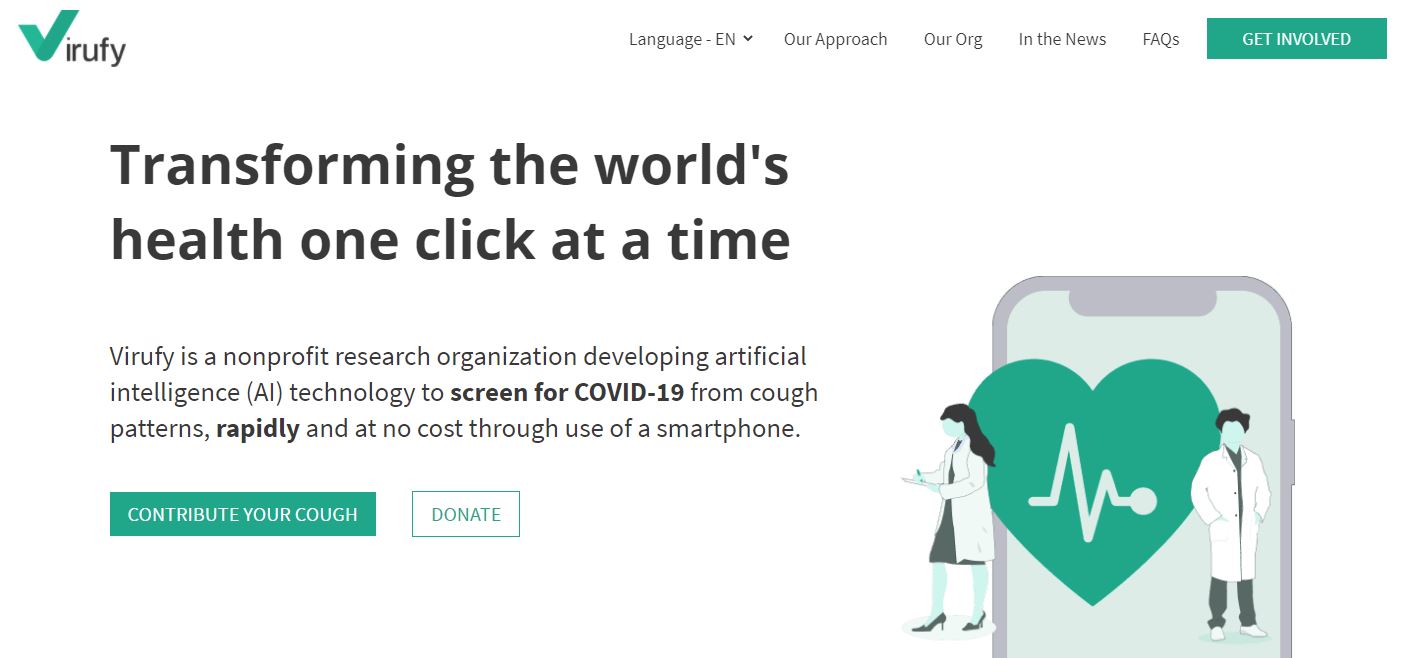 Virufy
Language - EN
Our Approach
Our Org
In the News
FAQs
GET INVOLVED
Transforming the world's
health one click at a time
Virufy is a nonprofit research organization developing artificial
intelligence (AI) technology to screen for COVID-19 from cough
patterns, rapidly and at no cost through use of a smartphone.
CONTRIBUTE YOUR COUGH
DONATE